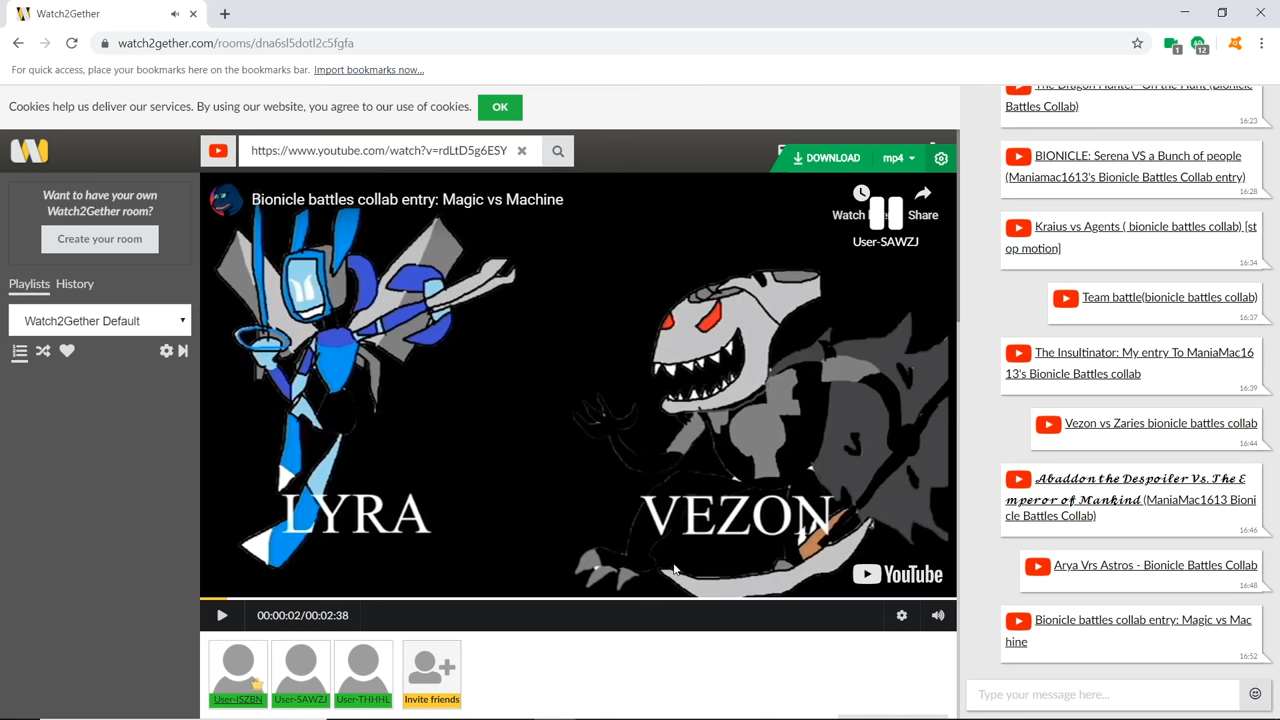 Watch2Gether
watch2gether.com/rooms/dna6sl5dotl2c5fgfa
1
12
For quick access, place your bookmarks here on the bookmarks bar. Import bookmarks now...
Cookies help us deliver our services. By using our website, you agree to our use of cookies. OK
https://www.youtube.com/watch?v=rdLtD5g6ESY
DOWNLOAD mp4
Want to have your own
Watch2Gether room?
Create your room
Playlists History
Watch2Gether Default
Bionicle battles collab entry: Magic vs Machine
Watch Share
User-SAWZJ
LYRA
VEZON
YouTube
00:00:02/00:02:38
User-ISZBN User-SAWZJ User-THHHL Invite friends
The Dragon Hunter- On the Hunt (Bionicle
Battles Collab)
16:23
BIONICLE: Serena VS a Bunch of people
(Maniamac1613's Bionicle Battles Collab entry)
16:28
Kraius vs Agents ( bionicle battles collab) [st
op motion]
16:34
Team battle(bionicle battles collab)
16:37
The Insultinator: My entry To ManiaMac16
13's Bionicle Battles collab
16:39
Vezon vs Zaries bionicle battles collab
16:44
𝓐𝓫𝓪𝓭𝓭𝓸𝓷 𝓽𝓱𝓮 𝓓𝓮𝓼𝓹𝓸𝓲𝓵𝓮𝓻 𝓥𝓼. 𝓣𝓱𝓮 𝓔
𝓶𝓹𝓮𝓻𝓸𝓻 𝓸𝓯 𝓜𝓪𝓷𝓴𝓲𝓷𝓭 (ManiaMac1613 Bioni
cle Battles Collab)
16:46
Arya Vrs Astros - Bionicle Battles Collab
16:48
Bionicle battles collab entry: Magic vs Mac
hine
16:52
Type your message here...